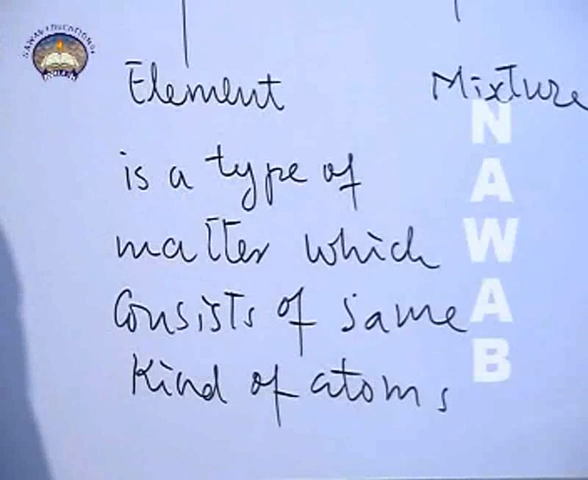 Element Mixture
is a type of
matter which
Consists of same
Kind of atoms
NAWAB